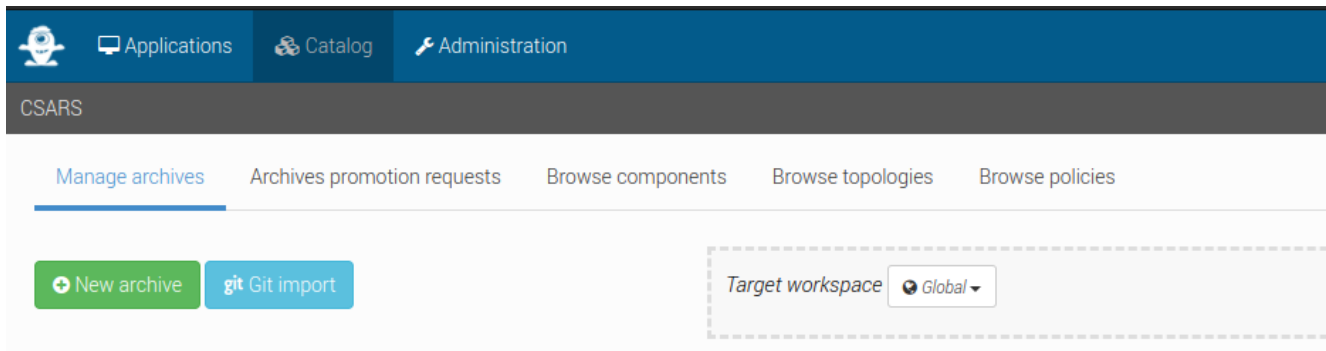 Applications Catalog Administration
CSARS
Manage archives Archives promotion requests Browse components Browse topologies Browse policies
New archive git Git import Target workspace Global